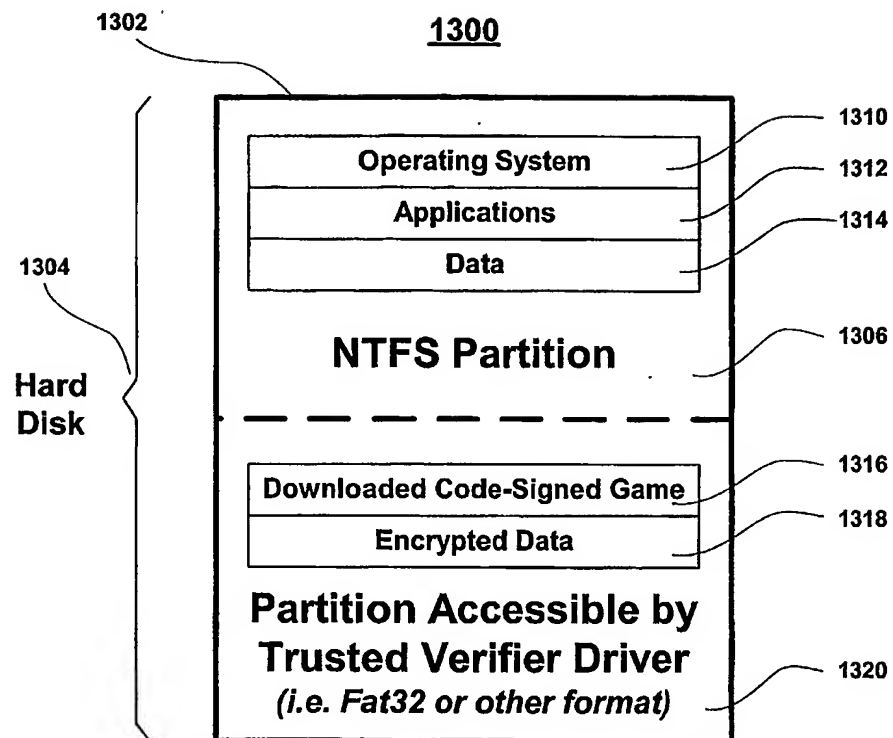 1302
1300
1310
Operating System
1312
Applications
1314
Data
1304
NTFS Partition
1306
Hard
Disk
1316
Downloaded Code-Signed Game
1318
Encrypted Data
Partition Accessible by
Trusted Verifier Driver
(i.e. Fat32 or other format)
1320